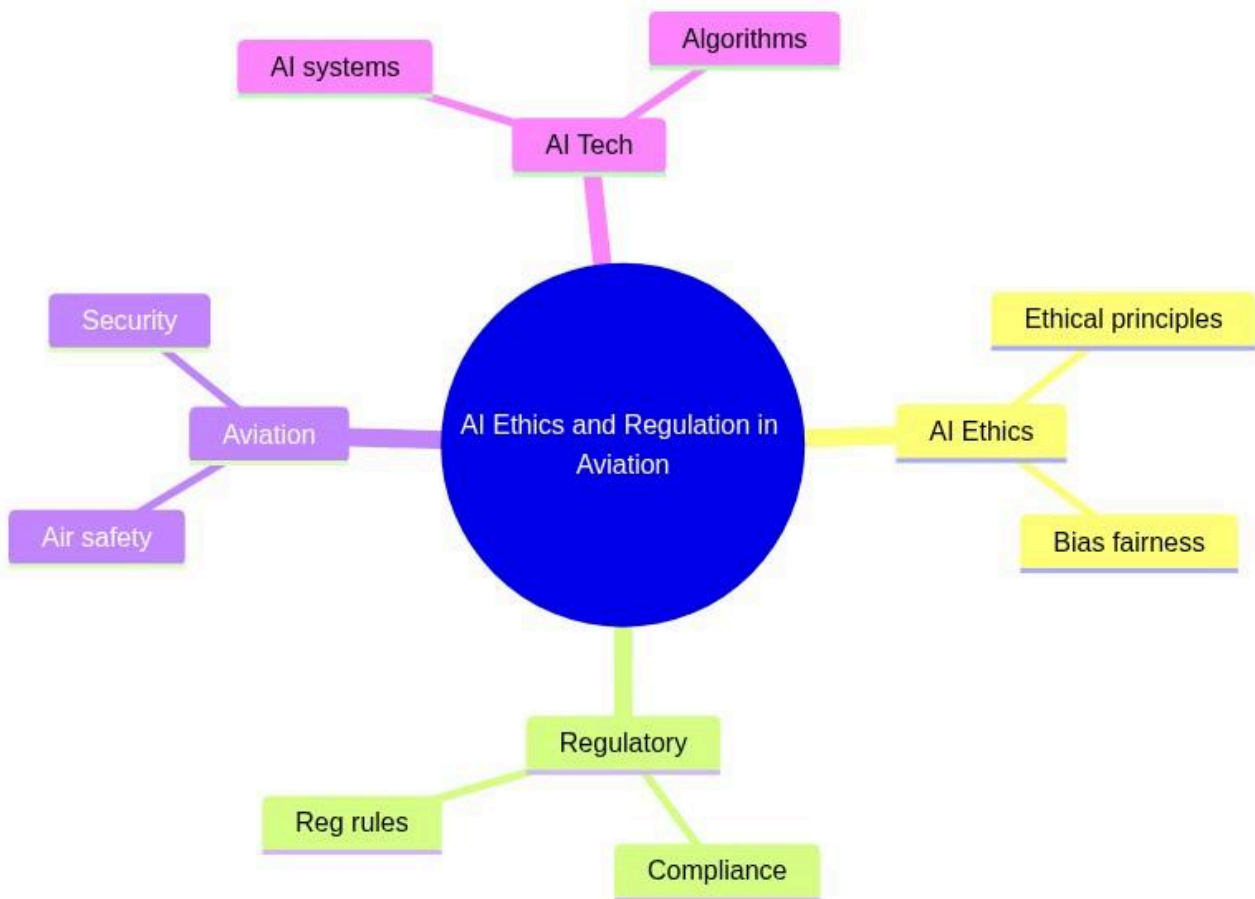 Algorithms
AI systems
AI Tech
Security
Ethical principles
Aviation
AI Ethics and Regulation in
Aviation
AI Ethics
Air safety
Bias fairness
Regulatory
Reg rules
Compliance